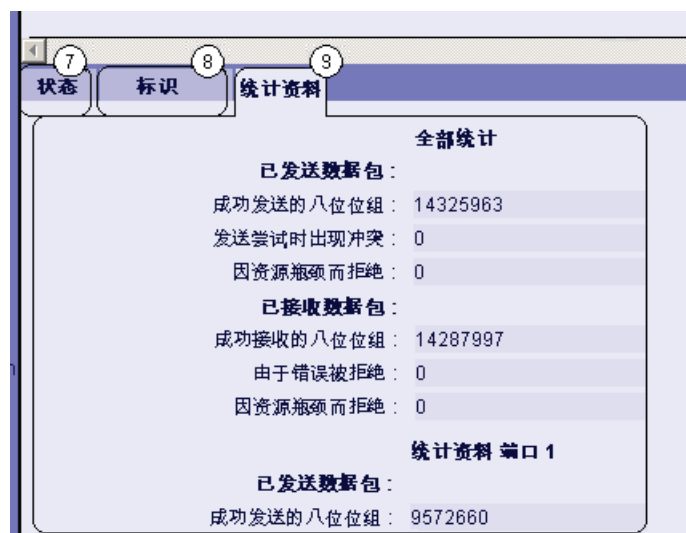 7 8 9
状态 标识 统计资料
全部统计
已发送数据包:
成功发送的八位位组: 14325963
发送尝试时出现冲突: 0
因资源瓶颈而拒绝: 0
已接收数据包:
成功接收的八位位组: 14287997
由于错误被拒绝: 0
因资源瓶颈而拒绝: 0
统计资料 端口 1
已发送数据包:
成功发送的八位位组: 9572660